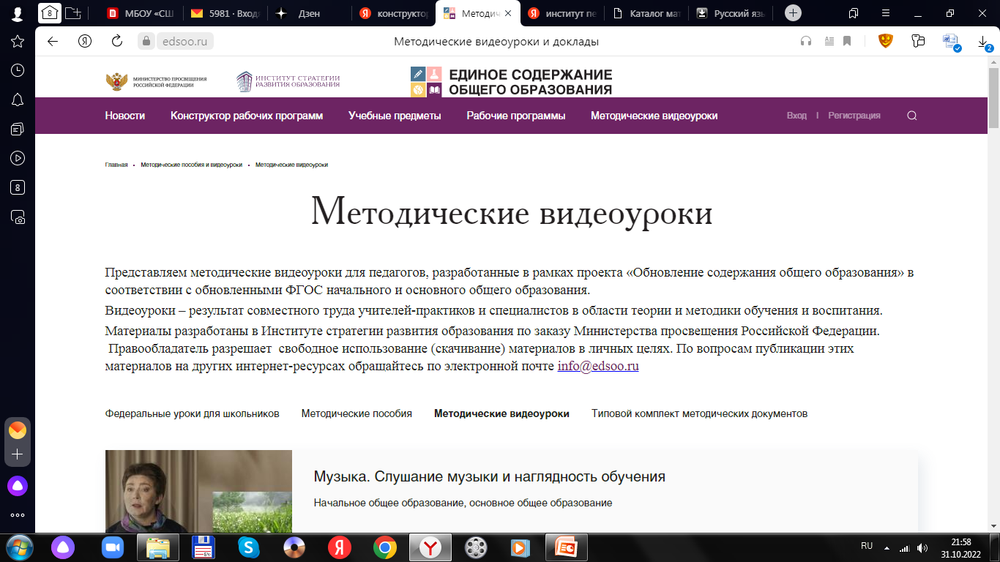 МБОУ «СШ
5981 · Вход
Дзен
конструктор
Методич
институт пе
Каталог мат
Русский язы
edsoo.ru
Методические видеоуроки и доклады
2
МИНИСТЕРСТВО ПРОСВЕЩЕНИЯ
РОССИЙСКОЙ ФЕДЕРАЦИИ
ИНСТИТУТ СТРАТЕГИИ
РАЗВИТИЯ ОБРАЗОВАНИЯ
ЕДИНОЕ СОДЕРЖАНИЕ
ОБЩЕГО ОБРАЗОВАНИЯ
Новости Конструктор рабочих программ Учебные предметы Рабочие программы Методические видеоуроки Вход | Регистрация
8
Главная • Методические пособия и видеоуроки • Методические видеоуроки
Методические видеоуроки
Представляем методические видеоуроки для педагогов, разработанные в рамках проекта «Обновление содержания общего образования» в
соответствии с обновленными ФГОС начального и основного общего образования.
Видеоуроки – результат совместного труда учителей-практиков и специалистов в области теории и методики обучения и воспитания.
Материалы разработаны в Институте стратегии развития образования по заказу Министерства просвещения Российской Федерации.
Правообладатель разрешает свободное использование (скачивание) материалов в личных целях. По вопросам публикации этих
материалов на других интернет-ресурсах обращайтесь по электронной почте info@edsoo.ru
Федеральные уроки для школьников Методические пособия Методические видеоуроки Типовой комплект методических документов
Музыка. Слушание музыки и наглядность обучения
Начальное общее образование, основное общее образование
RU
21:58
31.10.2022